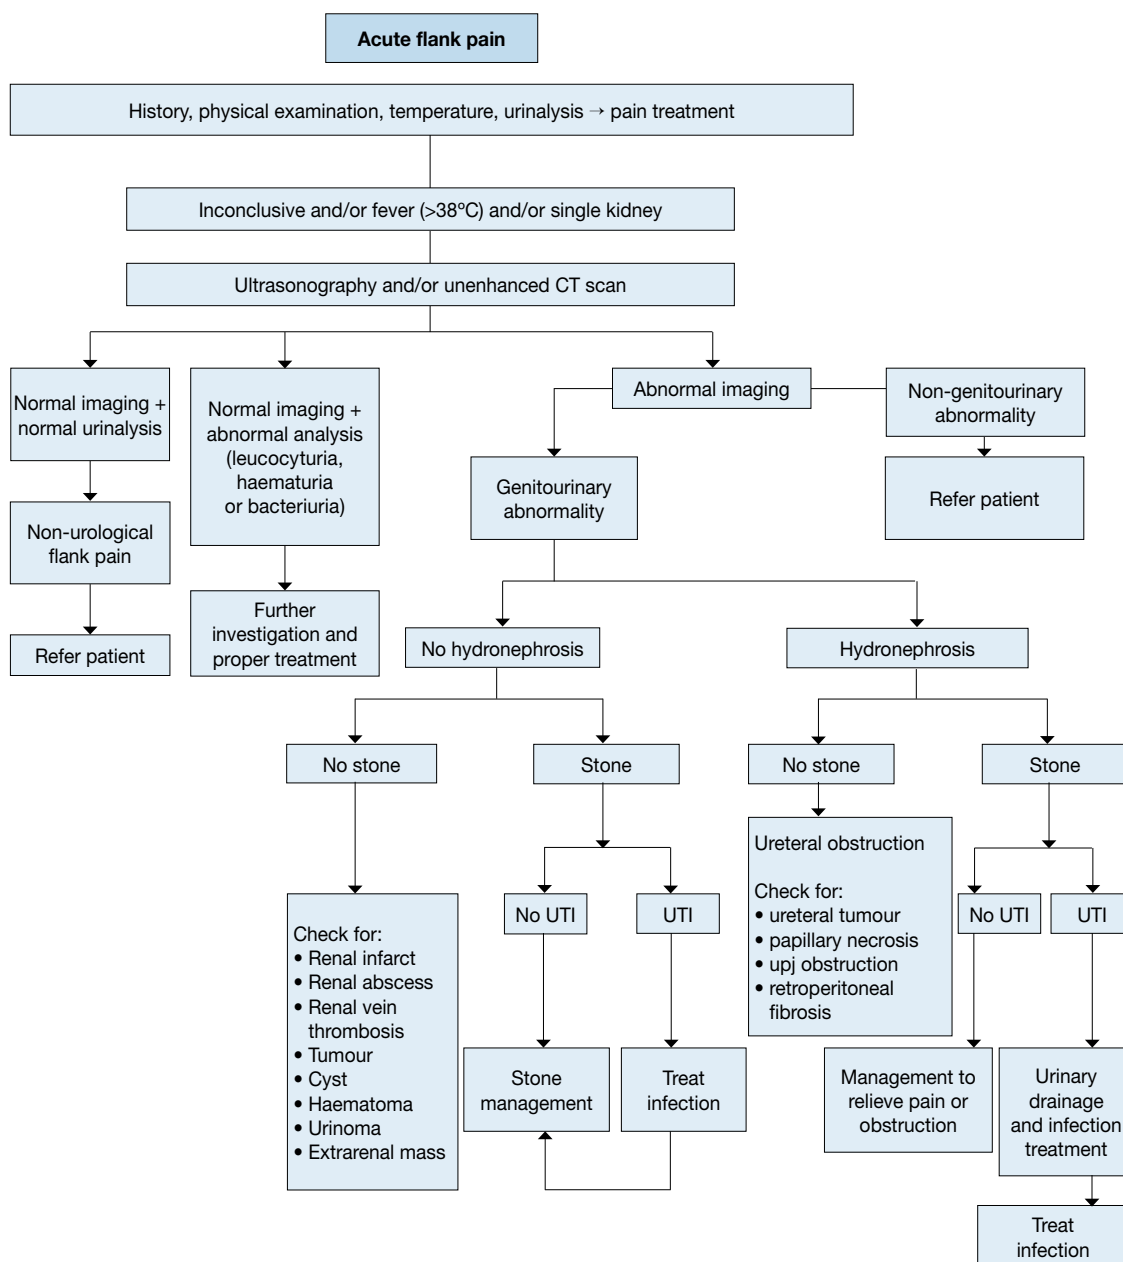 Acute flank pain
History, physical examination, temperature, urinalysis → pain treatment
Inconclusive and/or fever (>38ºC) and/or single kidney
Ultrasonography and/or unenhanced CT scan
Normal imaging +
normal urinalysis
Non-urological
flank pain
Refer patient
Normal imaging +
abnormal analysis
(leucocyturia,
haematuria
or bacteriuria)
Further
investigation and
proper treatment
Abnormal imaging
Non-genitourinary
abnormality
Refer patient
Genitourinary
abnormality
No hydronephrosis
Hydronephrosis
No stone
Stone
No stone
Stone
Check for:
• Renal infarct
• Renal abscess
• Renal vein
thrombosis
• Tumour
• Cyst
• Haematoma
• Urinoma
• Extrarenal mass
No UTI
UTI
Stone
management
Treat
infection
Ureteral obstruction
Check for:
• ureteral tumour
• papillary necrosis
• upj obstruction
• retroperitoneal
fibrosis
No UTI
UTI
Management to
relieve pain or
obstruction
Urinary
drainage
and infection
treatment
Treat
infection